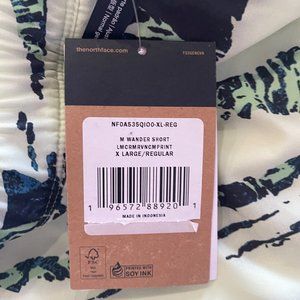 thenorthface.com
NF0A535QIO0-XL-REG
M WANDER SHORT
LMCRMRVNCMPRINT
X LARGE/REGULAR
1 96572 88920 1
MADE IN INDONESIA
FSC
PRINTED WITH
SOY INK